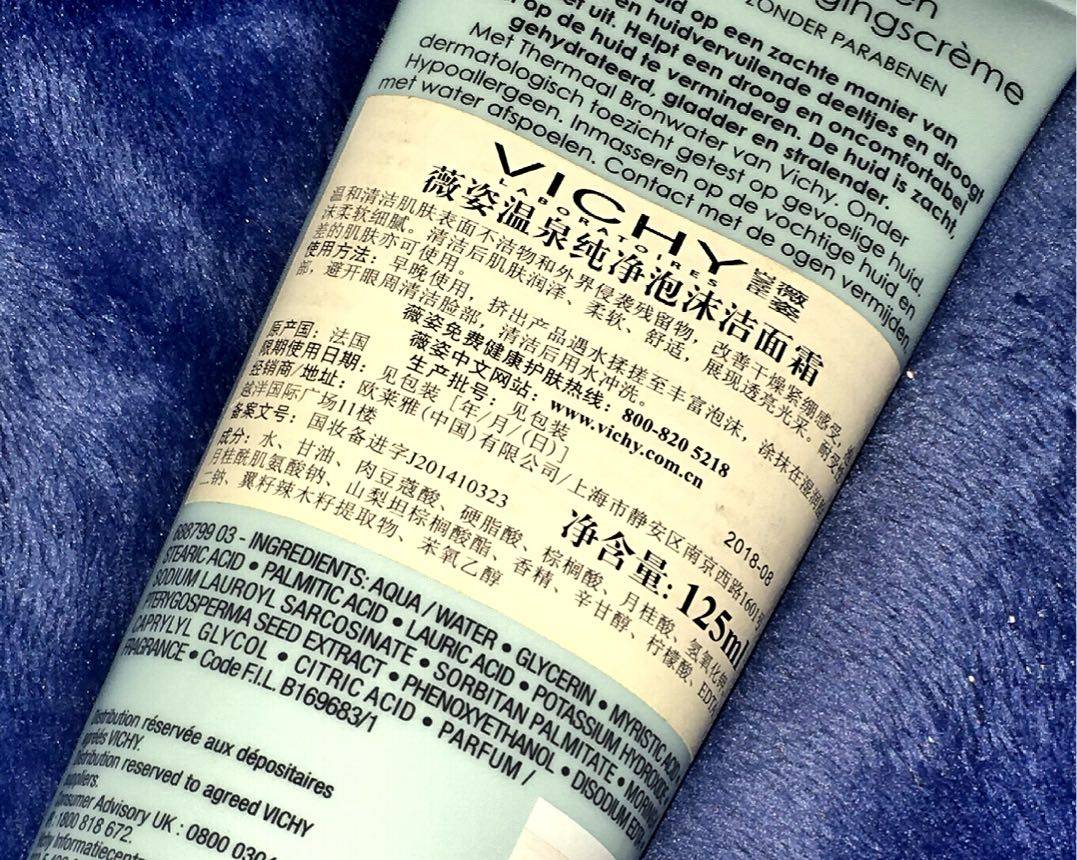 gingscrème
ZONDER PARABENEN
op een zachte manier van
en huidvervuilende deeltjes en droogt
uit. Helpt een droog en oncomfortabel
op de huid te verminderen. De huid is zacht,
gehydrateerd, gladder en stralender.
Met Thermaal Bronwater van Vichy. Onder
dermatologisch toezicht getest op gevoelige huid.
Hypoallergeen. Inmasseren op de vochtige huid en
met water afspoelen. Contact met de ogen vermijden.
VICHY 薇姿
LABORATOIRES
薇姿温泉纯净泡沫洁面霜
温和清洁肌肤表面不洁物和外界侵袭残留物，改善干燥紧绷感受，
沫柔软细腻。清洁后肌肤润泽、柔软、舒适，展现透亮光采。耐受性
差的肌肤亦可使用。
使用方法：早晚使用，挤出产品遇水揉搓至丰富泡沫，涂抹在湿润
部，避开眼周清洁脸部，清洁后用水冲洗。
薇姿免费健康护肤热线：800-820 5218
薇姿中文网站：www.vichy.com.cn
原产国：法国 生产批号：见包装
限期使用日期：见包装［年/月/(日)］
经销商/地址：欧莱雅(中国)有限公司/上海市静安区南京西路1601号
越洋国际广场11楼 2018-08
备案文号：国妆备进字J201410323 净含量：125ml
成分：水、甘油、肉豆蔻酸、硬脂酸、棕榈酸、月桂酸、氢氧化钾、
月桂酰肌氨酸钠、山梨坦棕榈酸酯、香精、辛甘醇、柠檬酸、EDTA
二钠、翼籽辣木籽提取物、苯氧乙醇
688799 03 - INGREDIENTS: AQUA / WATER • GLYCERIN • MYRISTIC ACID
STEARIC ACID • PALMITIC ACID • LAURIC ACID • POTASSIUM HYDROXIDE •
SODIUM LAUROYL SARCOSINATE • SORBITAN PALMITATE • MORINGA
PTERYGOSPERMA SEED EXTRACT • PHENOXYETHANOL • DISODIUM EDTA
CAPRYLYL GLYCOL • CITRIC ACID • PARFUM /
FRAGRANCE • Code F.I.L. B169683/1
Distribution réservée aux dépositaires
agréés VICHY.
Distribution reserved to agreed VICHY
suppliers.
Consumer Advisory UK : 0800 0304
1800 818 672.
Vichy Informatiecentr